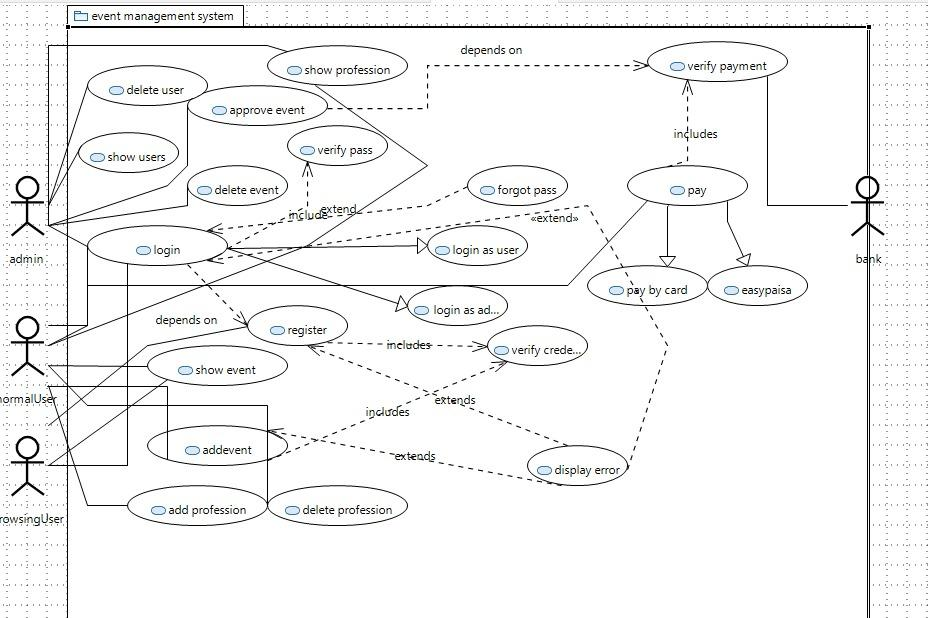 event management system
depends on
show profession
verify payment
delete user
approve event
includes
verify pass
show users
delete event
forgot pass
pay
include
extend
«extend»
admin
login
login as user
bank
pay by card
easypaisa
login as ad...
depends on
register
includes
verify crede...
show event
normalUser
extends
includes
addevent
extends
display error
add profession
delete profession
rowsingUser